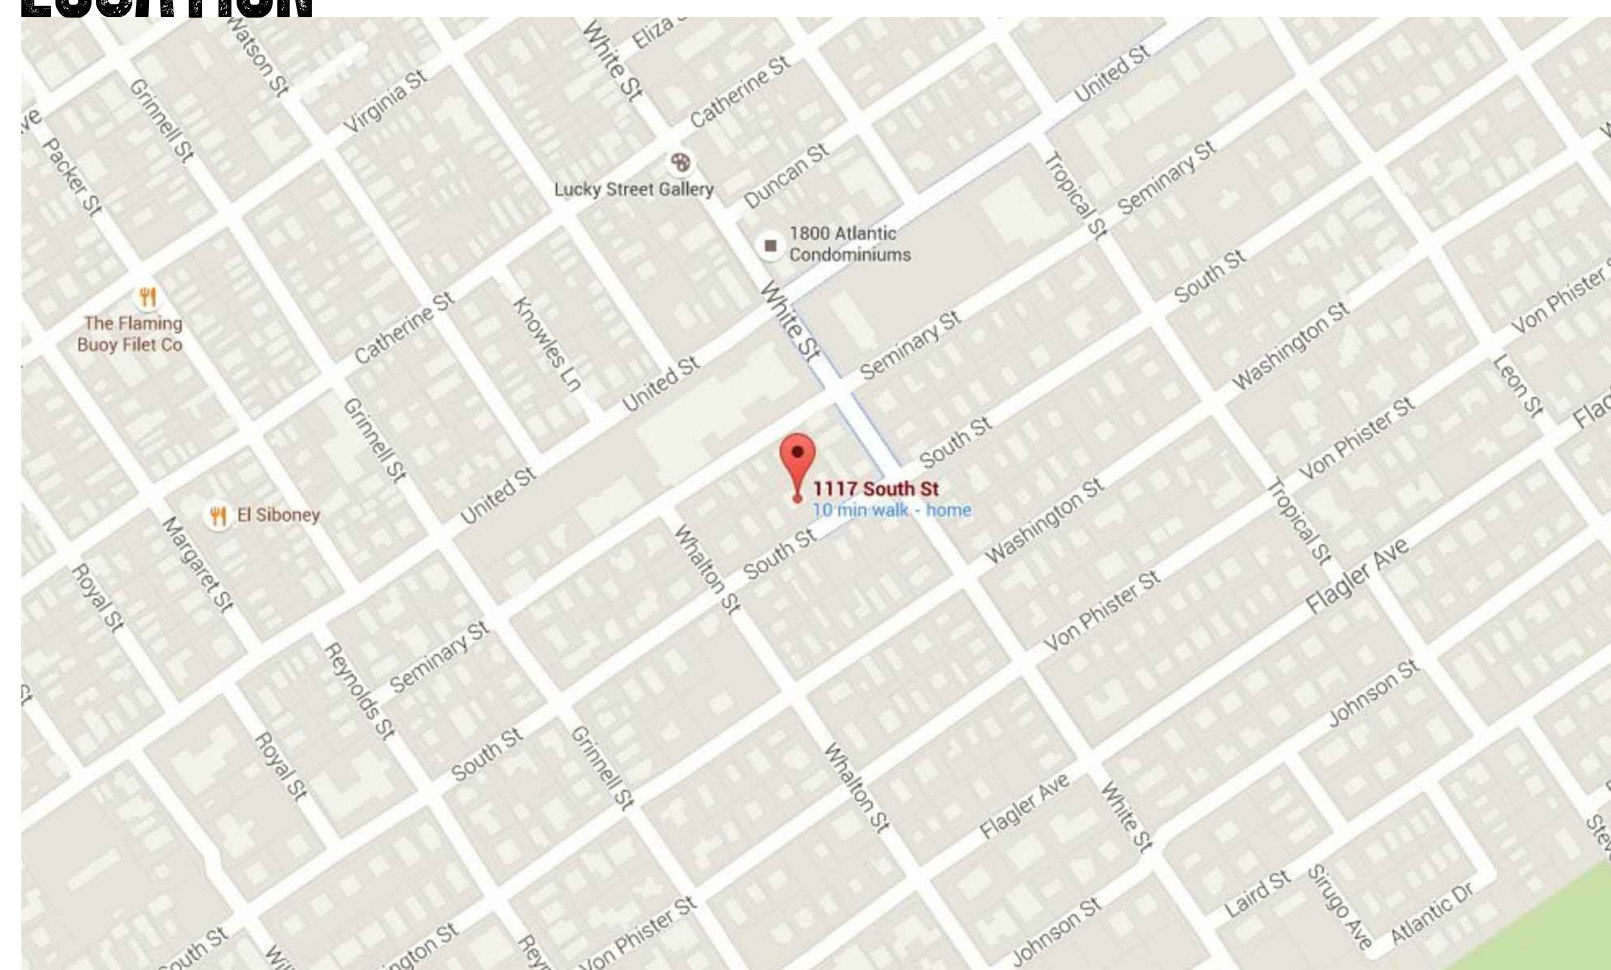 LOCATION
Watson St
White St
Eliza
United St
Grinnell St
Virginia St
Catherine St
Packer St
Lucky Street Gallery
Duncan St
Tropical St
Seminary St
1800 Atlantic
Condominiums
South St
Von Phister
The Flaming
Buoy Filet Co
Catherine St
Knowles Ln
White St
Seminary St
Washington St
United St
Leon St
Grinnell St
South St
Von Phister St
1117 South St
10 min walk - home
United St
El Siboney
Washington St
Tropical St
Margaret St
Whalton St
South St
Flagler Ave
Royal St
Von Phister St
Seminary St
Reynolds St
Johnson St
South St
Royal St
Grinnell St
Whalton St
Flagler Ave
White St
Laird St
Sirugo Ave
Atlantic Dr
Johnson St
Von Phister St